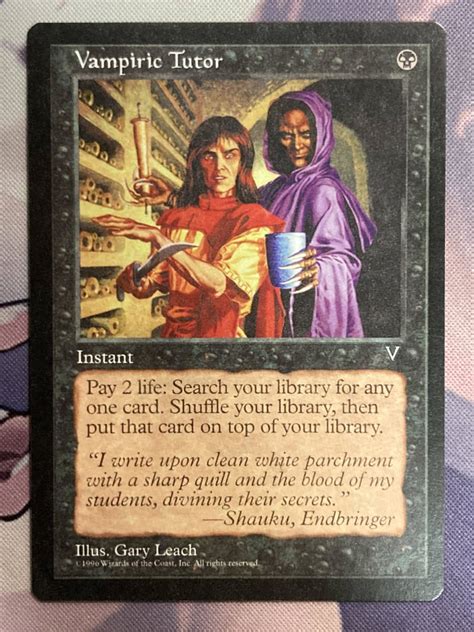 Vampiric Tutor
Instant
V
Pay 2 life: Search your library for any
one card. Shuffle your library, then
put that card on top of your library.
"I write upon clean white parchment
with a sharp quill and the blood of my
students, divining their secrets."
—Shauku, Endbringer
Illus. Gary Leach
©1996 Wizards of the Coast, Inc. All rights reserved.